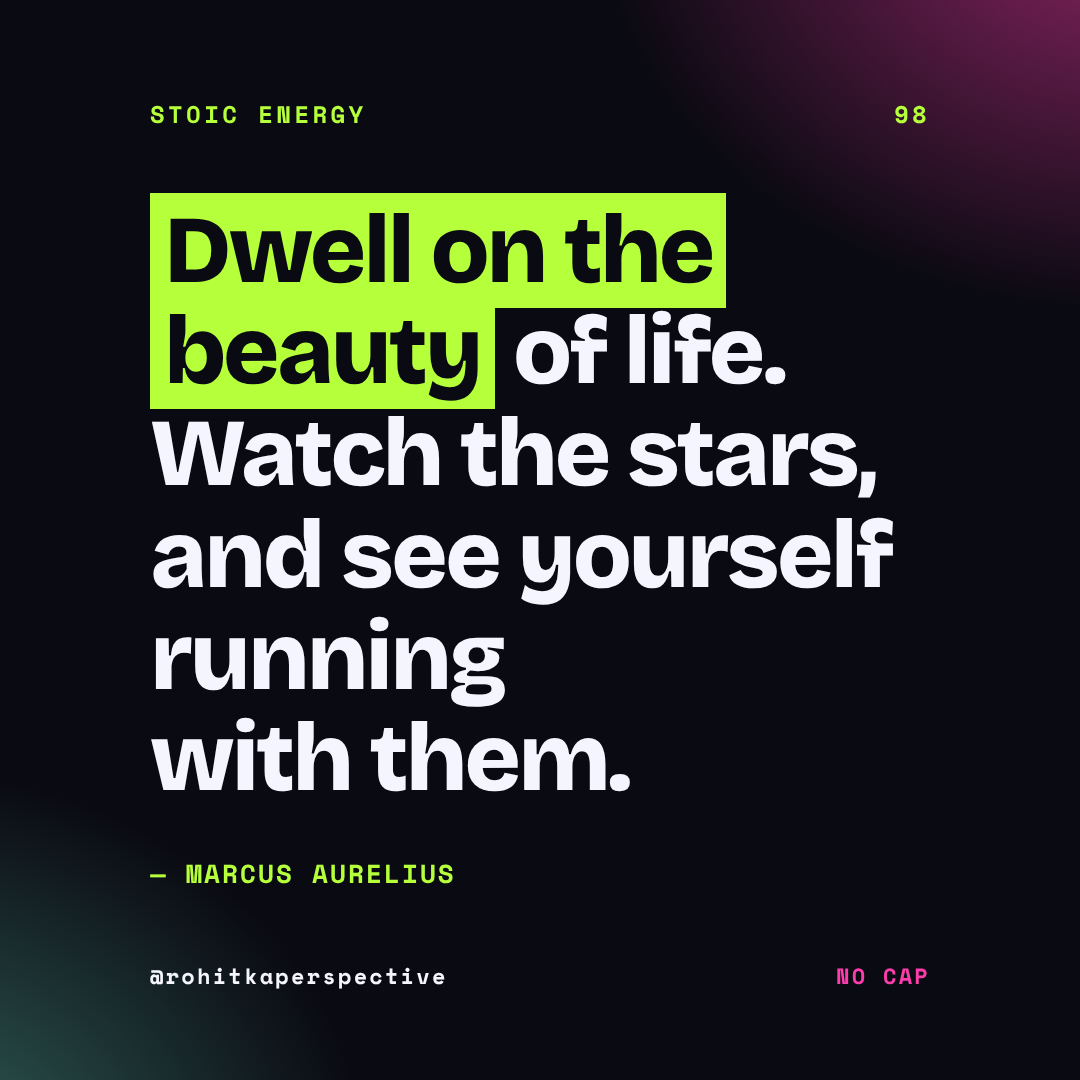 STOIC ENERGY
98
Dwell on the
beauty of life.
Watch the stars,
and see yourself
running
with them.
— MARCUS AURELIUS
@rohitkaperspective
NO CAP